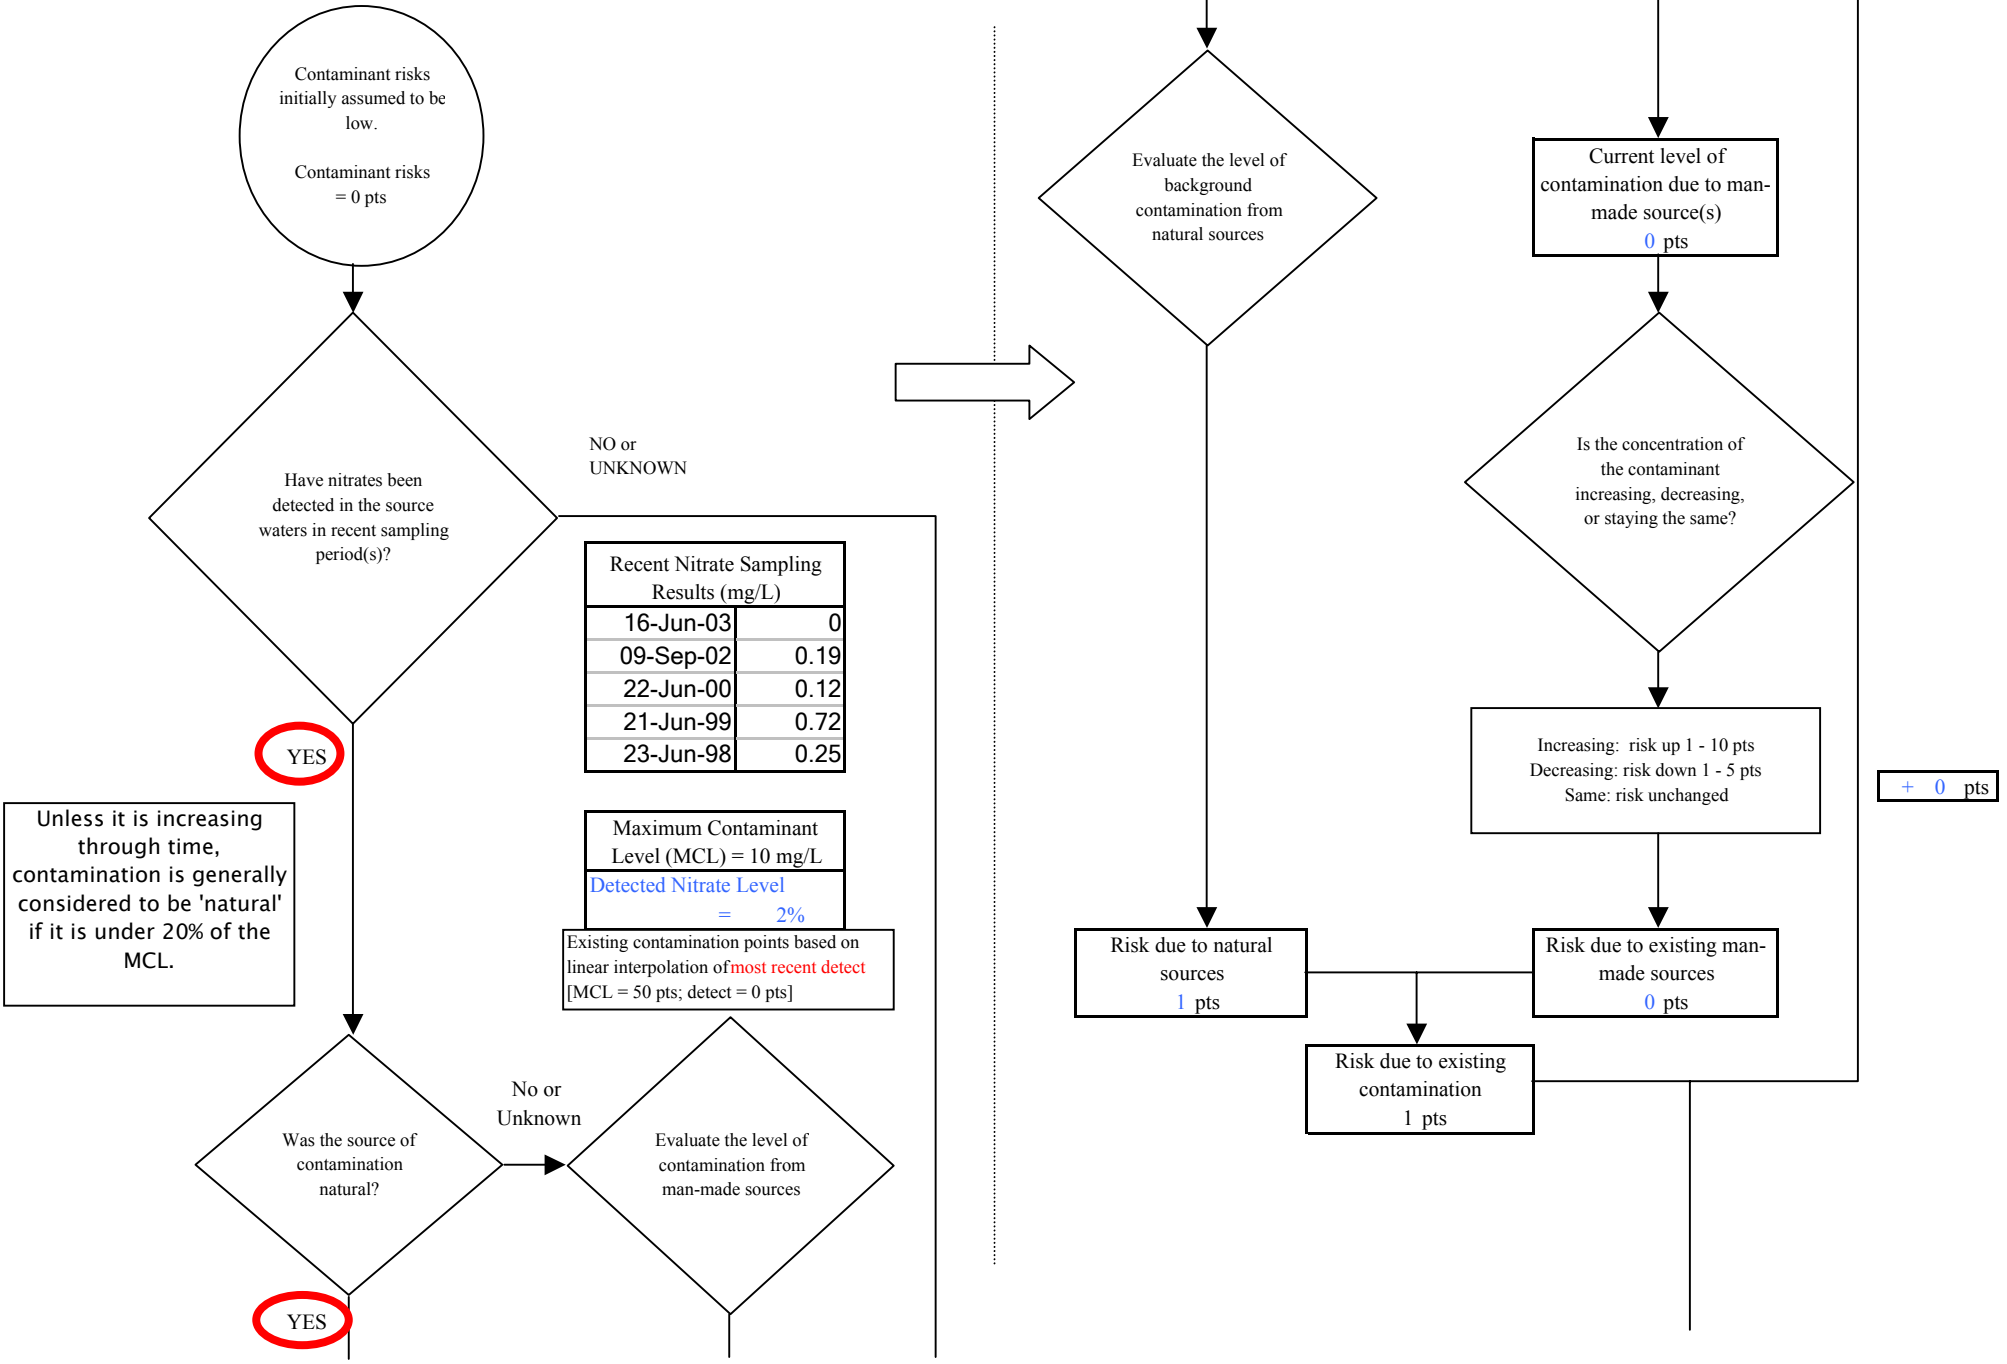 Contaminant risks
initially assumed to be
low.
Contaminant risks
= 0 pts
Have nitrates been
detected in the source
waters in recent sampling
period(s)?
NO or
UNKNOWN
YES
Recent Nitrate Sampling
Results (mg/L)
16-Jun-03 0
09-Sep-02 0.19
22-Jun-00 0.12
21-Jun-99 0.72
23-Jun-98 0.25
Unless it is increasing
through time,
contamination is generally
considered to be 'natural'
if it is under 20% of the
MCL.
Maximum Contaminant
Level (MCL) = 10 mg/L
Detected Nitrate Level
= 2%
Existing contamination points based on
linear interpolation of most recent detect
[MCL = 50 pts; detect = 0 pts]
Was the source of
contamination
natural?
No or
Unknown
Evaluate the level of
contamination from
man-made sources
YES
Evaluate the level of
background
contamination from
natural sources
Current level of
contamination due to man-
made source(s)
0 pts
Is the concentration of
the contaminant
increasing, decreasing,
or staying the same?
Increasing: risk up 1 - 10 pts
Decreasing: risk down 1 - 5 pts
Same: risk unchanged
+ 0 pts
Risk due to natural
sources
1 pts
Risk due to existing man-
made sources
0 pts
Risk due to existing
contamination
1 pts